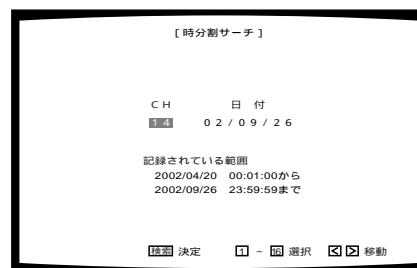 [時分割サーチ]
CH 日 付
14 02/09/26
記録されている範囲
2002/04/20 00:01:00から
2002/09/26 23:59:59まで
検索 決定 1 ~ 16 選択 < > 移動